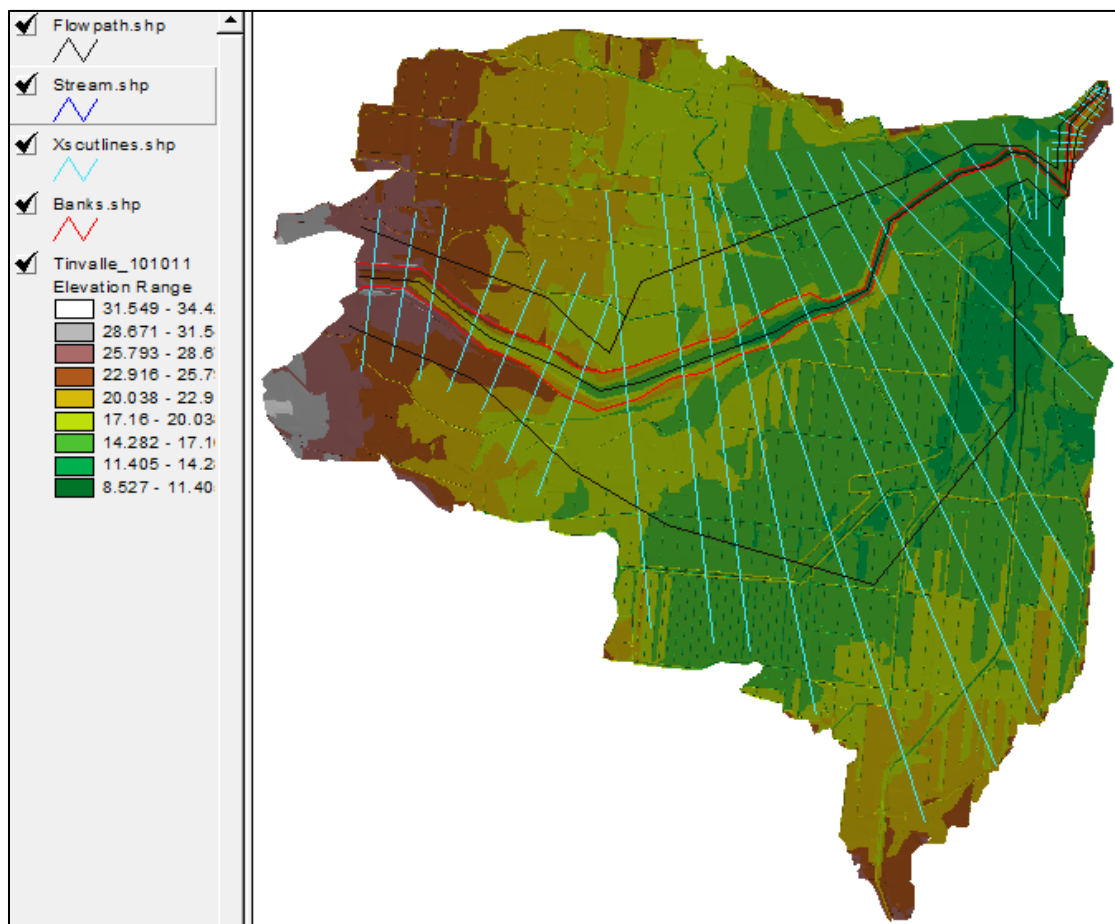 Flowpath.shp
Stream.shp
Xscutlines.shp
Banks.shp
Tinvalle_101011
Elevation Range
31.549 - 34.4
28.671 - 31.5
25.793 - 28.6
22.916 - 25.7
20.038 - 22.9
17.16 - 20.03
14.282 - 17.1
11.405 - 14.2
8.527 - 11.40